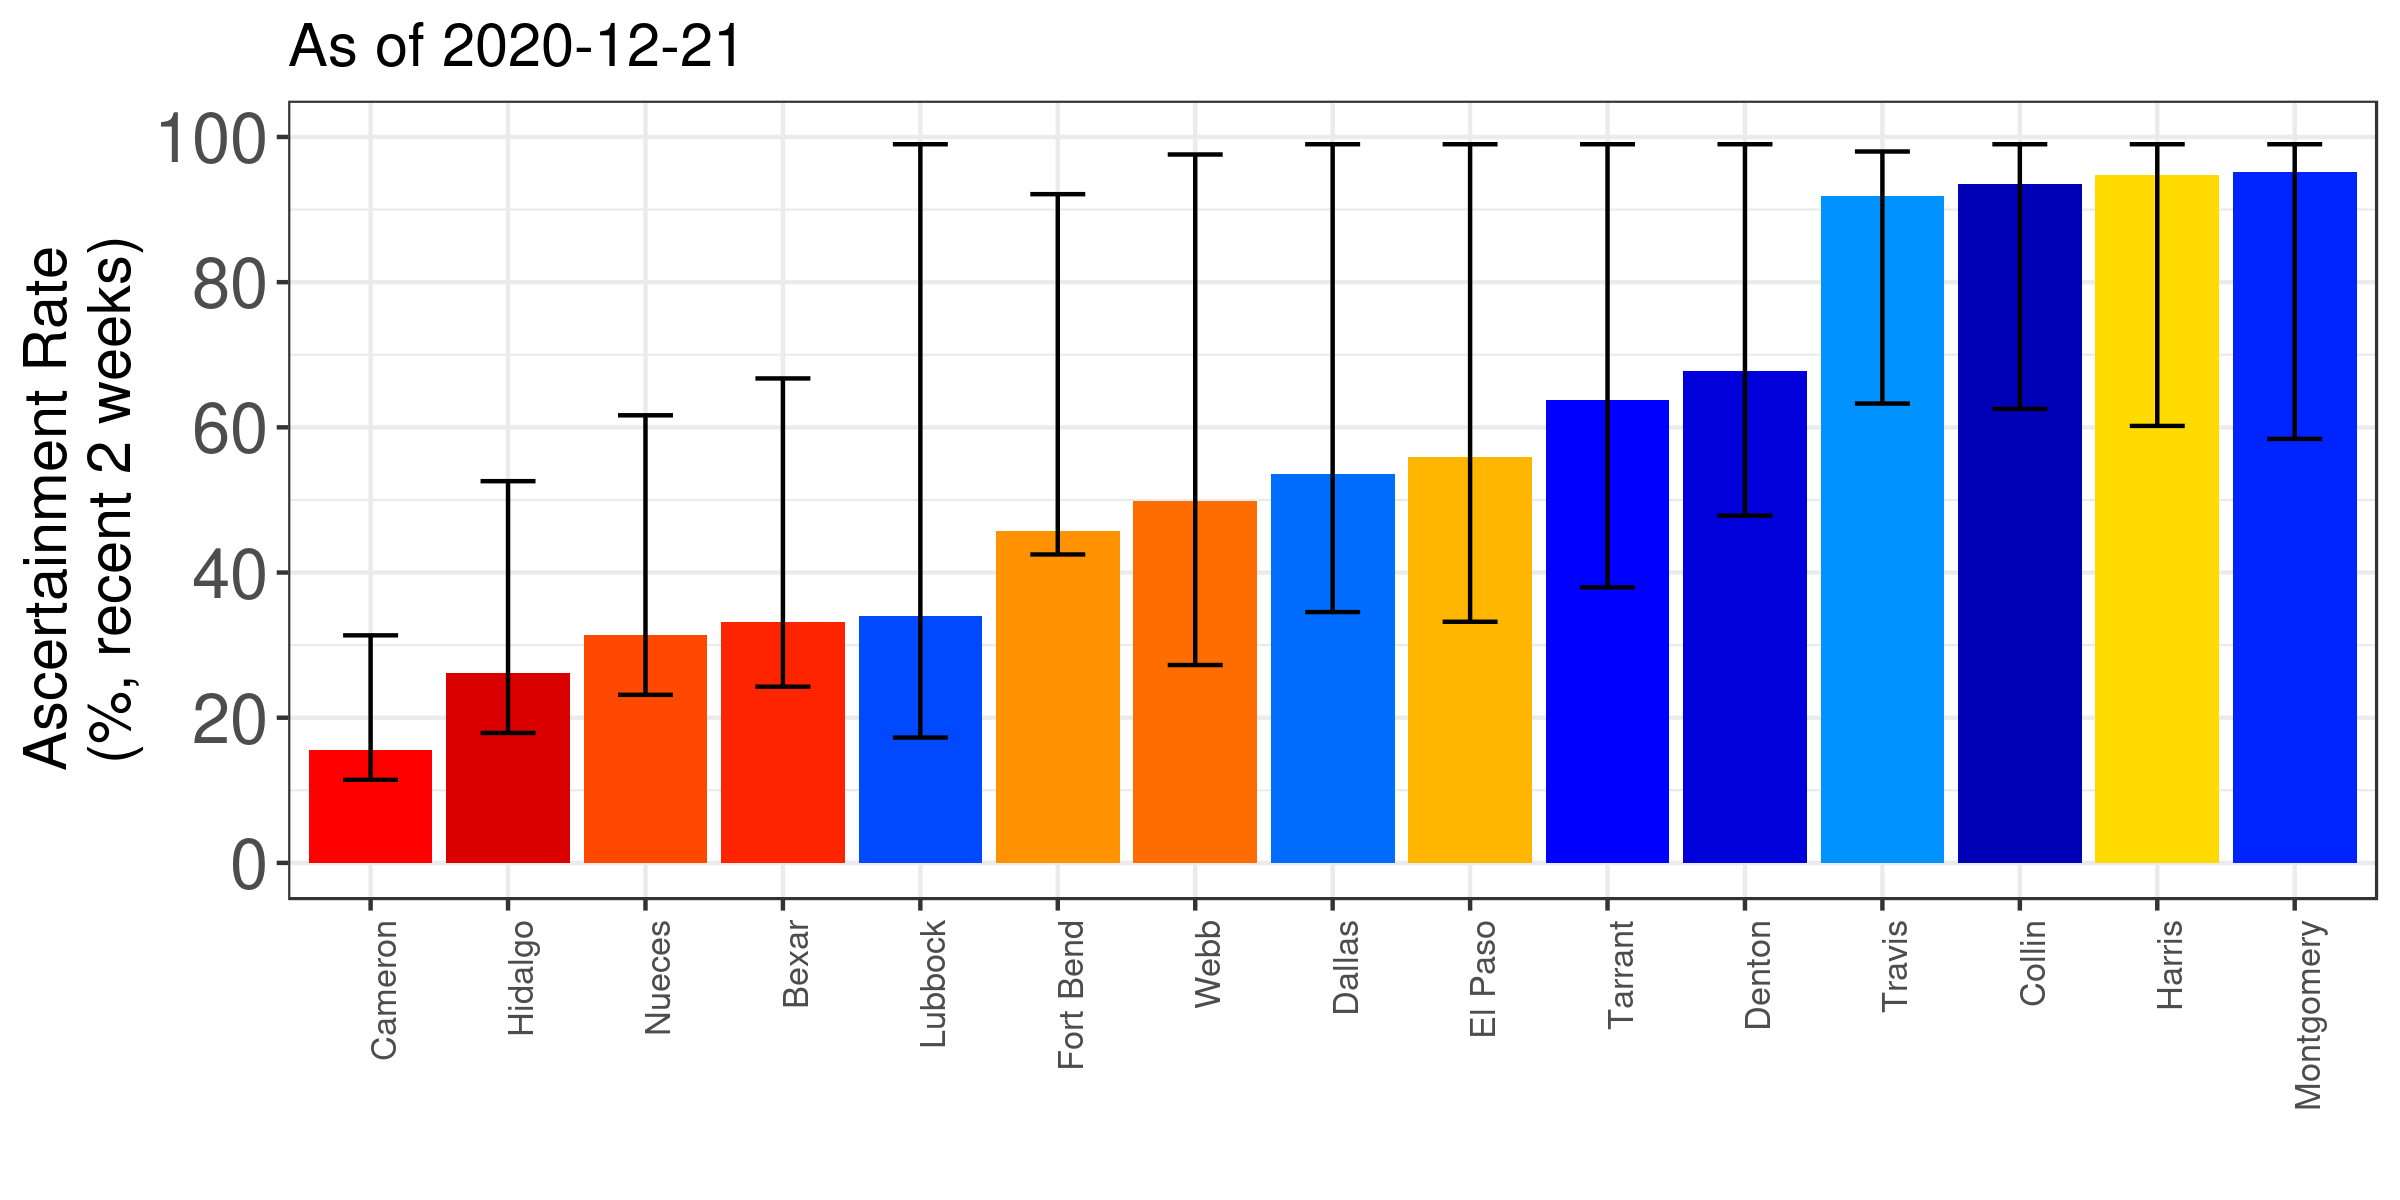 As of 2020-12-21
Ascertainment Rate
(%, recent 2 weeks)
100
80
60
40
20
0
Cameron
Hidalgo
Nueces
Bexar
Lubbock
Fort Bend
Webb
Dallas
El Paso
Tarrant
Denton
Travis
Collin
Harris
Montgomery